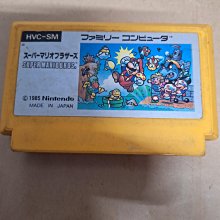 HVC-SM
ファミリー コンピュータ
スーパーマリオブラザーズ
SUPER MARIO BROS.
© 1985 Nintendo
MADE IN JAPAN